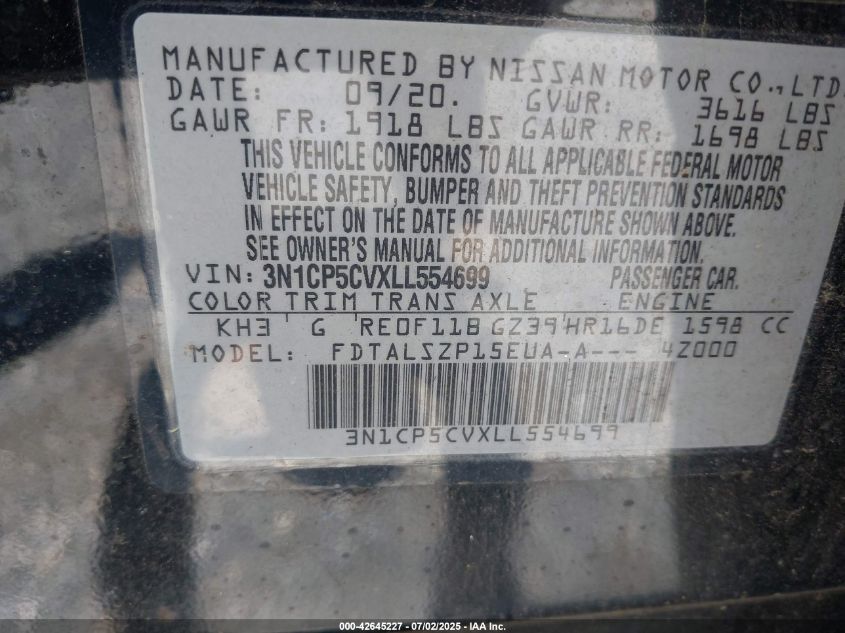 MANUFACTURED BY NISSAN MOTOR CO., LTD
DATE: 09/20. GVWR: 3616 LBS
GAWR FR: 1918 LBS GAWR RR: 1698 LBS
THIS VEHICLE CONFORMS TO ALL APPLICABLE FEDERAL MOTOR
VEHICLE SAFETY, BUMPER AND THEFT PREVENTION STANDARDS
IN EFFECT ON THE DATE OF MANUFACTURE SHOWN ABOVE.
SEE OWNER'S MANUAL FOR ADDITIONAL INFORMATION.
VIN: 3N1CP5CVXLL554699 PASSENGER CAR.
COLOR TRIM TRANS AXLE ENGINE
KH3 G RE0F11B GZ39 HR16DE 1598 CC
MODEL: FDTALSZP15EUA-A--- 4Z000
3N1CP5CVXLL554699
000-42645227 - 07/02/2025 - IAA Inc.